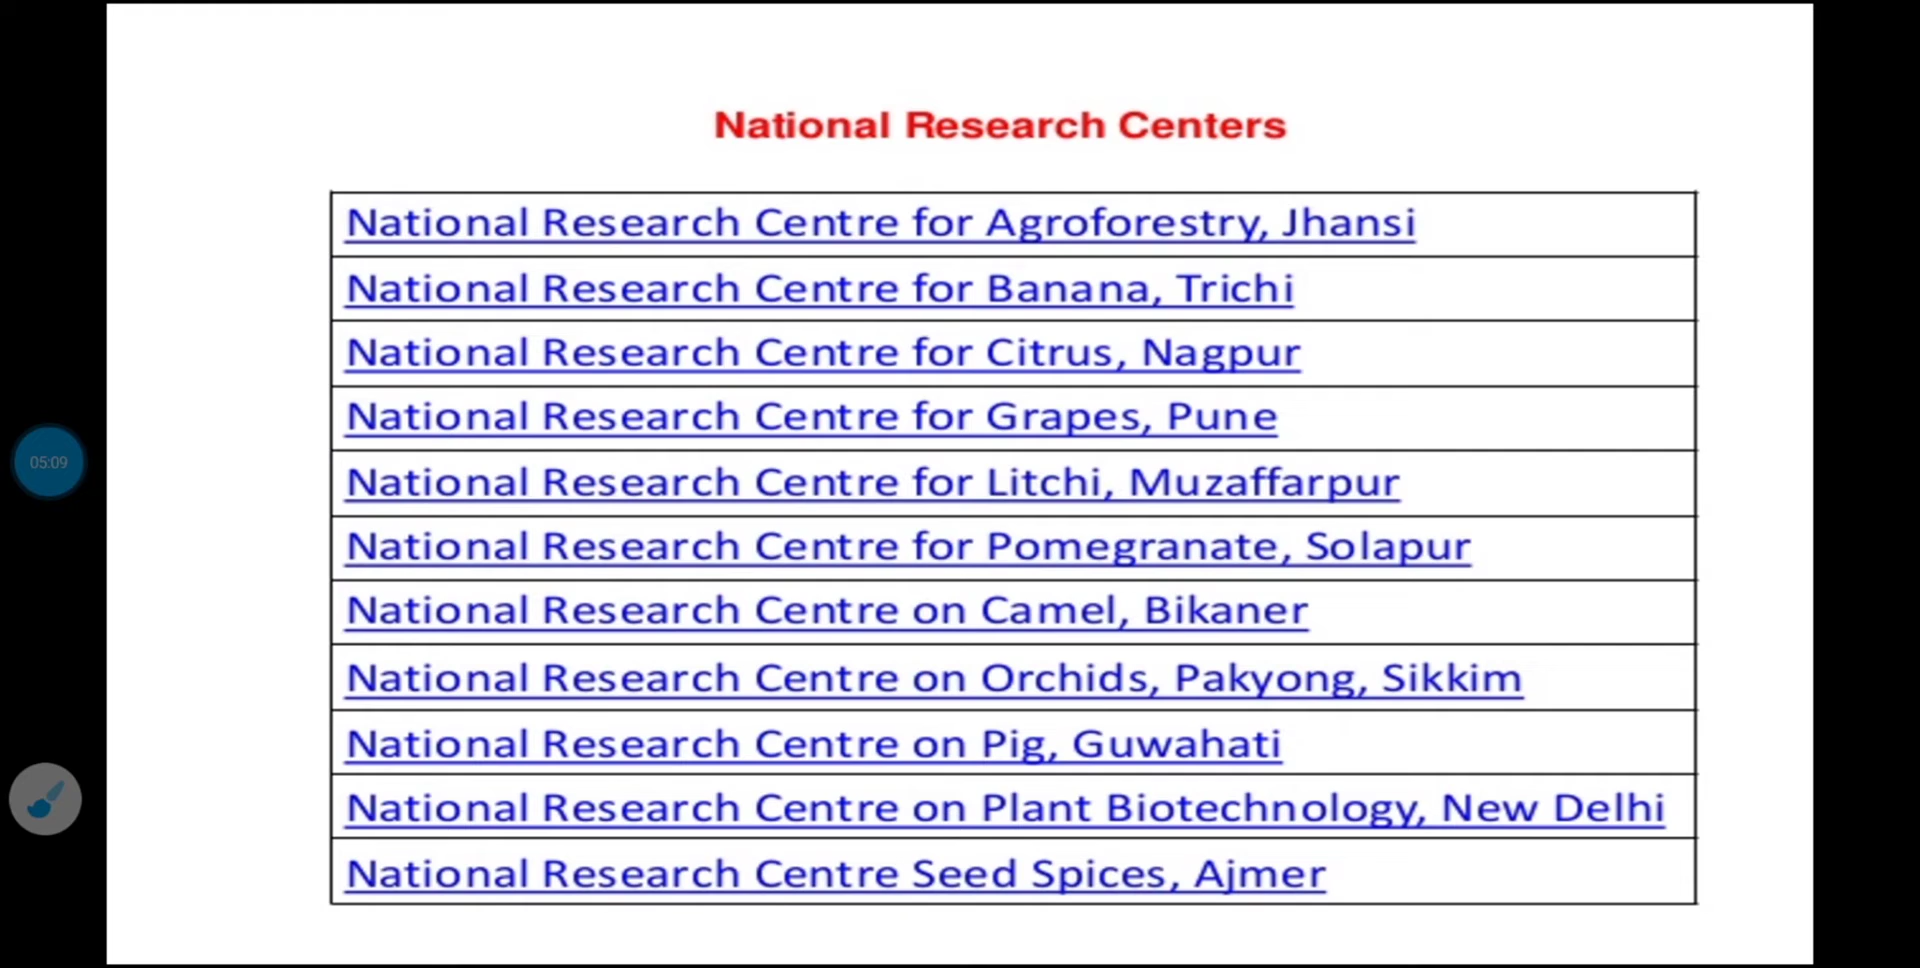 National Research Centers
National Research Centre for Agroforestry, Jhansi
National Research Centre for Banana, Trichi
National Research Centre for Citrus, Nagpur
National Research Centre for Grapes, Pune
National Research Centre for Litchi, Muzaffarpur
National Research Centre for Pomegranate, Solapur
National Research Centre on Camel, Bikaner
National Research Centre on Orchids, Pakyong, Sikkim
National Research Centre on Pig, Guwahati
National Research Centre on Plant Biotechnology, New Delhi
National Research Centre Seed Spices, Ajmer
05:09